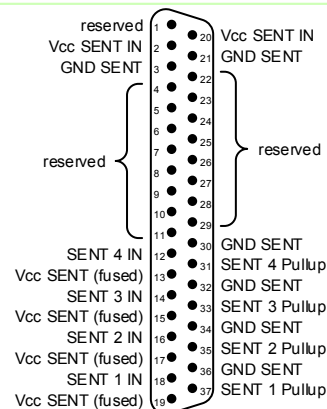 reserved 1
Vcc SENT IN 2
GND SENT 3
4
5
6
7
reserved
8
9
10
11
SENT 4 IN 12
Vcc SENT (fused) 13
SENT 3 IN 14
Vcc SENT (fused) 15
SENT 2 IN 16
Vcc SENT (fused) 17
SENT 1 IN 18
Vcc SENT (fused) 19
20 Vcc SENT IN
21 GND SENT
22
23
24
25
reserved
26
27
28
29
30 GND SENT
31 SENT 4 Pullup
32 GND SENT
33 SENT 3 Pullup
34 GND SENT
35 SENT 2 Pullup
36 GND SENT
37 SENT 1 Pullup